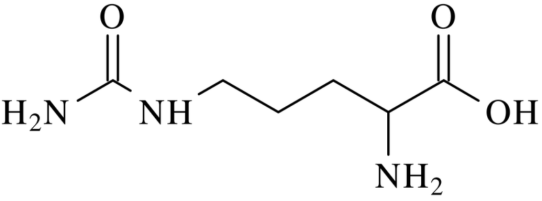 O O
H₂N NH OH
NH₂